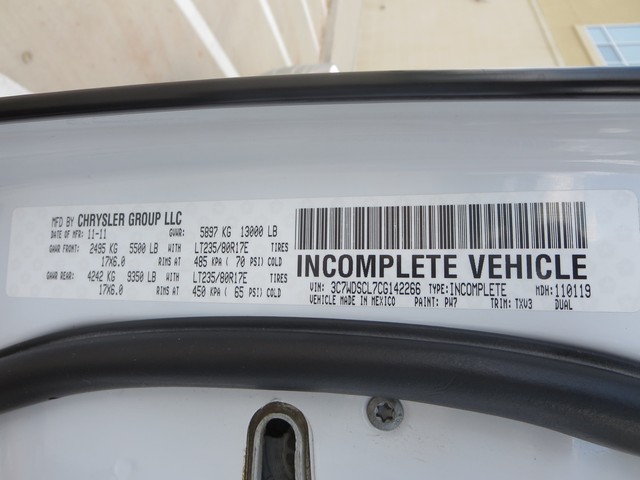 MFD BY CHRYSLER GROUP LLC
DATE OF MFR: 11-11 GVWR: 5897 KG 13000 LB
GAWR FRONT: 2495 KG 5500 LB WITH LT235/80R17E TIRES
17X6.0 RIMS AT 485 KPA ( 70 PSI) COLD
GAWR REAR: 4242 KG 9350 LB WITH LT235/80R17E TIRES
17X6.0 RIMS AT 450 KPA ( 65 PSI) COLD
INCOMPLETE VEHICLE
VIN: 3C7WDSCL7CG142266 TYPE: INCOMPLETE MDH: 110119
VEHICLE MADE IN MEXICO PAINT: PW7 TRIM: TXV3 DUAL